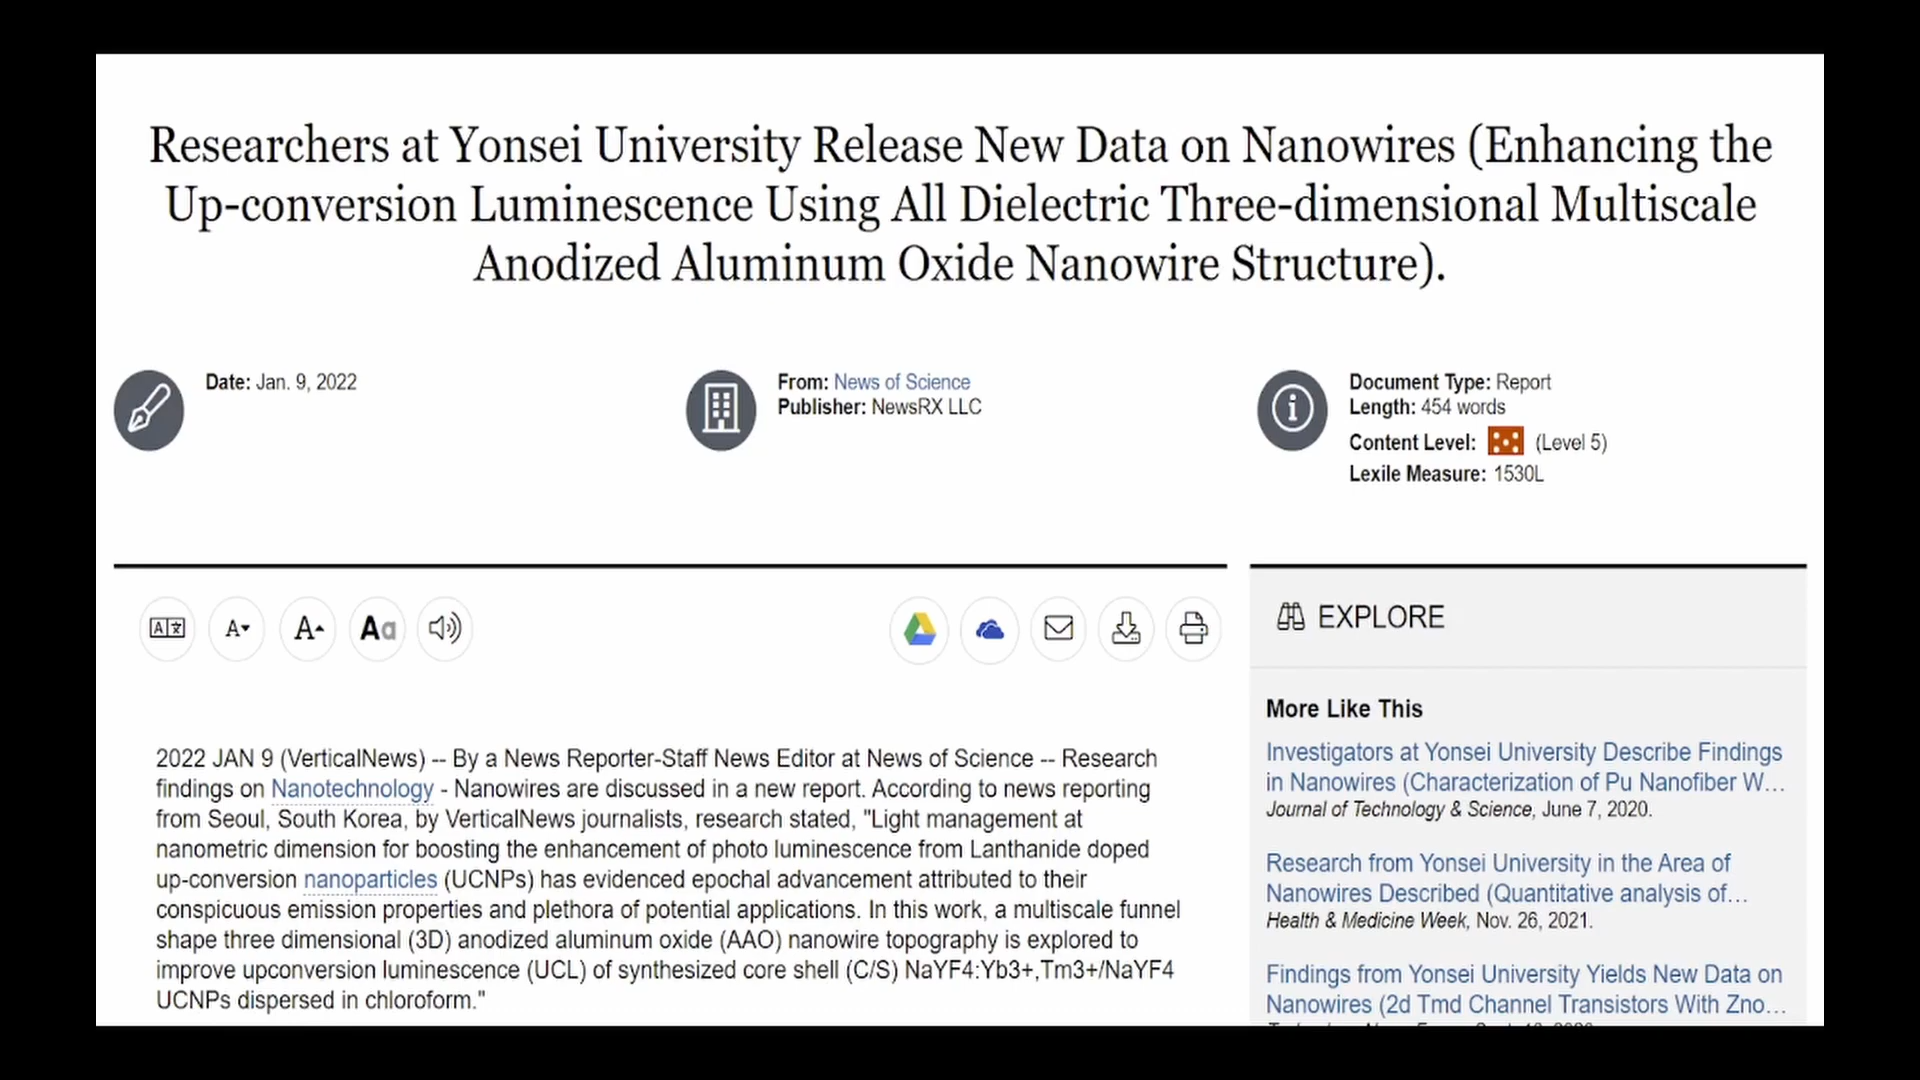 Researchers at Yonsei University Release New Data on Nanowires (Enhancing the
Up-conversion Luminescence Using All Dielectric Three-dimensional Multiscale
Anodized Aluminum Oxide Nanowire Structure).
Date: Jan. 9, 2022
From: News of Science
Publisher: NewsRX LLC
Document Type: Report
Length: 454 words
Content Level: (Level 5)
Lexile Measure: 1530L
A A A Aa
2022 JAN 9 (VerticalNews) -- By a News Reporter-Staff News Editor at News of Science -- Research
findings on Nanotechnology - Nanowires are discussed in a new report. According to news reporting
from Seoul, South Korea, by VerticalNews journalists, research stated, "Light management at
nanometric dimension for boosting the enhancement of photo luminescence from Lanthanide doped
up-conversion nanoparticles (UCNPs) has evidenced epochal advancement attributed to their
conspicuous emission properties and plethora of potential applications. In this work, a multiscale funnel
shape three dimensional (3D) anodized aluminum oxide (AAO) nanowire topography is explored to
improve upconversion luminescence (UCL) of synthesized core shell (C/S) NaYF4:Yb3+,Tm3+/NaYF4
UCNPs dispersed in chloroform."
EXPLORE
More Like This
Investigators at Yonsei University Describe Findings
in Nanowires (Characterization of Pu Nanofiber W...
Journal of Technology & Science, June 7, 2020.
Research from Yonsei University in the Area of
Nanowires Described (Quantitative analysis of...
Health & Medicine Week, Nov. 26, 2021.
Findings from Yonsei University Yields New Data on
Nanowires (2d Tmd Channel Transistors With Zno...